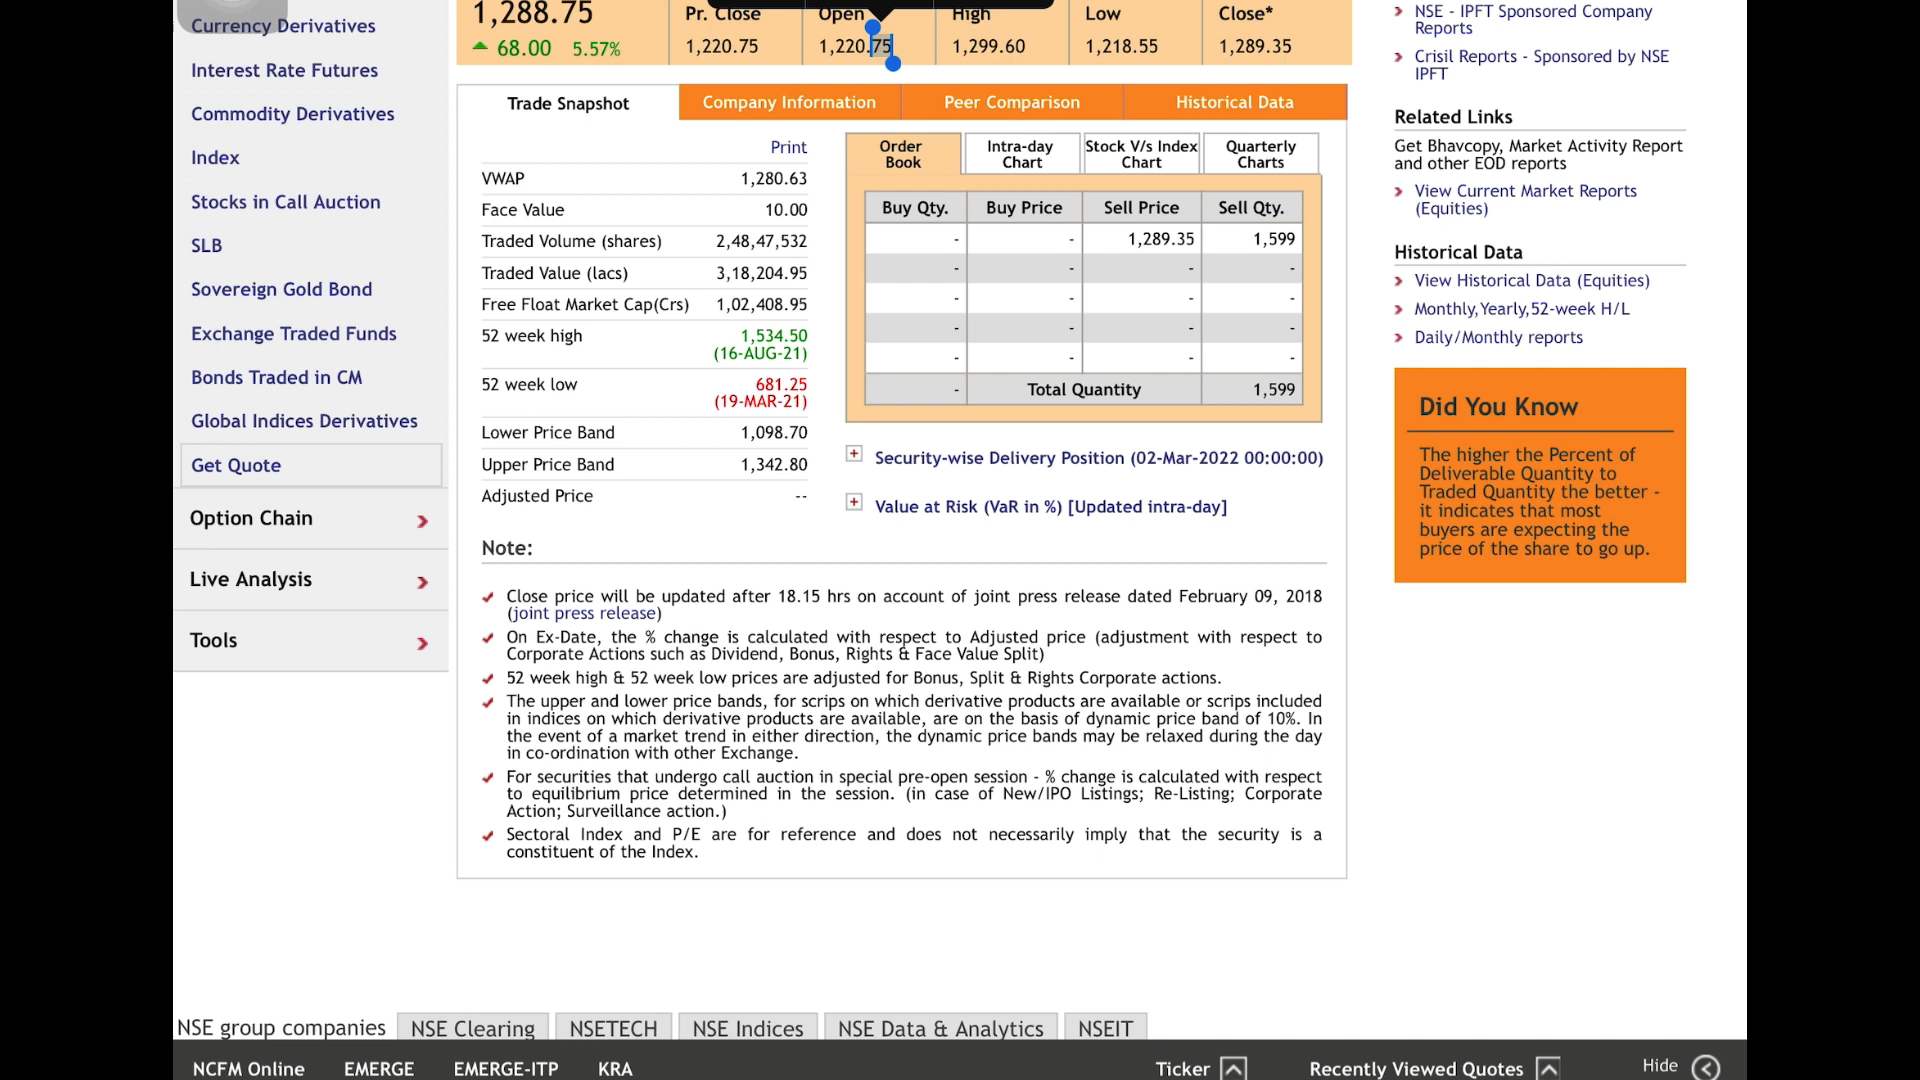 Currency Derivatives
Interest Rate Futures
Commodity Derivatives
Index
Stocks in Call Auction
SLB
Sovereign Gold Bond
Exchange Traded Funds
Bonds Traded in CM
Global Indices Derivatives
Get Quote
Option Chain
Live Analysis
Tools
1,288.75
68.00 5.57%
Pr. Close
1,220.75
Open
1,220.75
High
1,299.60
Low
1,218.55
Close*
1,289.35
Trade Snapshot
Company Information
Peer Comparison
Historical Data
Print
VWAP 1,280.63
Face Value 10.00
Traded Volume (shares) 2,48,47,532
Traded Value (lacs) 3,18,204.95
Free Float Market Cap(Crs) 1,02,408.95
52 week high 1,534.50
(16-AUG-21)
52 week low 681.25
(19-MAR-21)
Lower Price Band 1,098.70
Upper Price Band 1,342.80
Adjusted Price --
Order
Book
Intra-day
Chart
Stock V/s Index
Chart
Quarterly
Charts
Buy Qty. Buy Price Sell Price Sell Qty.
- - 1,289.35 1,599
- - - -
- - - -
- - - -
- - - -
- Total Quantity 1,599
+ Security-wise Delivery Position (02-Mar-2022 00:00:00)
+ Value at Risk (VaR in %) [Updated intra-day]
Note:
Close price will be updated after 18.15 hrs on account of joint press release dated February 09, 2018
(joint press release)
On Ex-Date, the % change is calculated with respect to Adjusted price (adjustment with respect to
Corporate Actions such as Dividend, Bonus, Rights & Face Value Split)
52 week high & 52 week low prices are adjusted for Bonus, Split & Rights Corporate actions.
The upper and lower price bands, for scrips on which derivative products are available or scrips included
in indices on which derivative products are available, are on the basis of dynamic price band of 10%. In
the event of a market trend in either direction, the dynamic price bands may be relaxed during the day
in co-ordination with other Exchange.
For securities that undergo call auction in special pre-open session - % change is calculated with respect
to equilibrium price determined in the session. (in case of New/IPO Listings; Re-Listing; Corporate
Action; Surveillance action.)
Sectoral Index and P/E are for reference and does not necessarily imply that the security is a
constituent of the Index.
NSE - IPFT Sponsored Company
Reports
Crisil Reports - Sponsored by NSE
IPFT
Related Links
Get Bhavcopy, Market Activity Report
and other EOD reports
View Current Market Reports
(Equities)
Historical Data
View Historical Data (Equities)
Monthly,Yearly,52-week H/L
Daily/Monthly reports
Did You Know
The higher the Percent of
Deliverable Quantity to
Traded Quantity the better -
it indicates that most
buyers are expecting the
price of the share to go up.
NSE group companies NSE Clearing NSETECH NSE Indices NSE Data & Analytics NSEIT
NCFM Online EMERGE EMERGE-ITP KRA Ticker Recently Viewed Quotes Hide